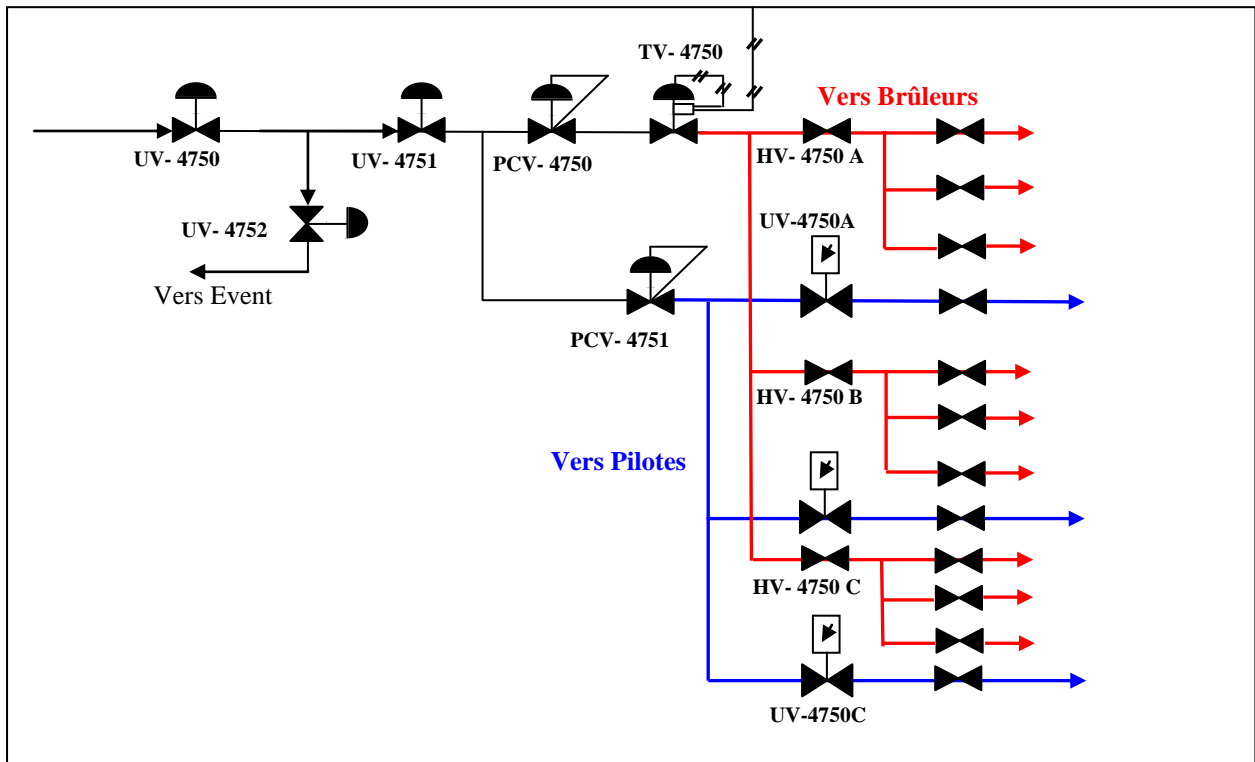 TV- 4750
Vers Brûleurs
UV- 4750
UV- 4751
PCV- 4750
HV- 4750 A
UV- 4752
UV-4750A
Vers Event
PCV- 4751
HV- 4750 B
Vers Pilotes
HV- 4750 C
UV-4750C